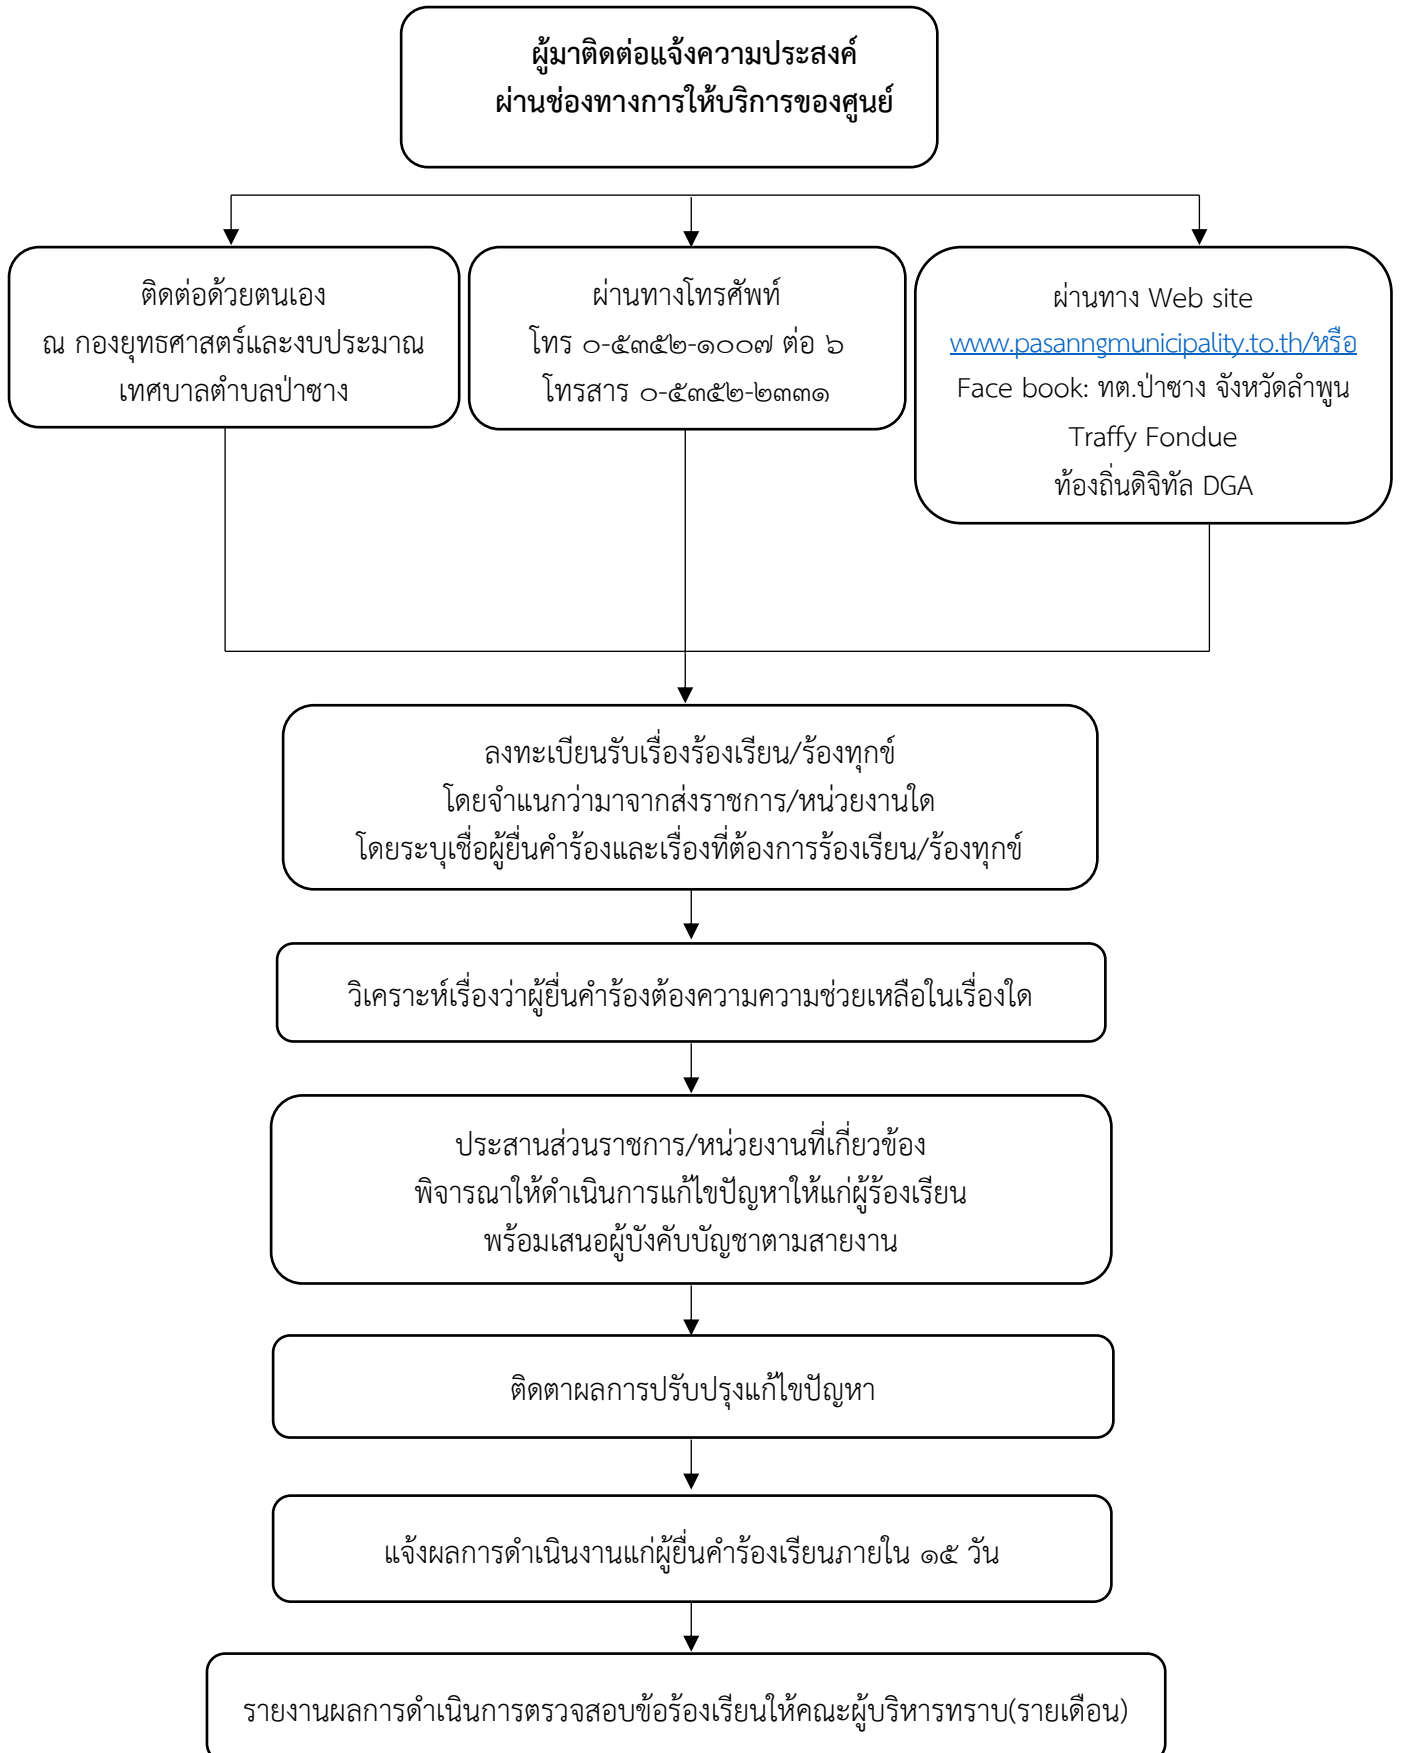 ผู้มาติดต่อแจ้งความประสงค์
ผ่านช่องทางการให้บริการของศูนย์
ติดต่อด้วยตนเอง
ณ กองยุทธศาสตร์และงบประมาณ
เทศบาลตำบลป่าซาง
ผ่านทางโทรศัพท์
โทร ๐-๕๓๕๒-๑๐๐๗ ต่อ ๖
โทรสาร ๐-๕๓๕๒-๒๓๓๑
ผ่านทาง Web site
www.pasanngmunicipality.to.th/หรือ
Face book: ทต.ป่าซาง จังหวัดลำพูน
Traffy Fondue
ท้องถิ่นดิจิทัล DGA
ลงทะเบียนรับเรื่องร้องเรียน/ร้องทุกข์
โดยจำแนกว่ามาจากส่งราชการ/หน่วยงานใด
โดยระบุเชื่อผู้ยื่นคำร้องและเรื่องที่ต้องการร้องเรียน/ร้องทุกข์
วิเคราะห์เรื่องว่าผู้ยื่นคำร้องต้องความความช่วยเหลือในเรื่องใด
ประสานส่วนราชการ/หน่วยงานที่เกี่ยวข้อง
พิจารณาให้ดำเนินการแก้ไขปัญหาให้แก่ผู้ร้องเรียน
พร้อมเสนอผู้บังคับบัญชาตามสายงาน
ติดตาผลการปรับปรุงแก้ไขปัญหา
แจ้งผลการดำเนินงานแก่ผู้ยื่นคำร้องเรียนภายใน ๑๕ วัน
รายงานผลการดำเนินการตรวจสอบข้อร้องเรียนให้คณะผู้บริหารทราบ(รายเดือน)